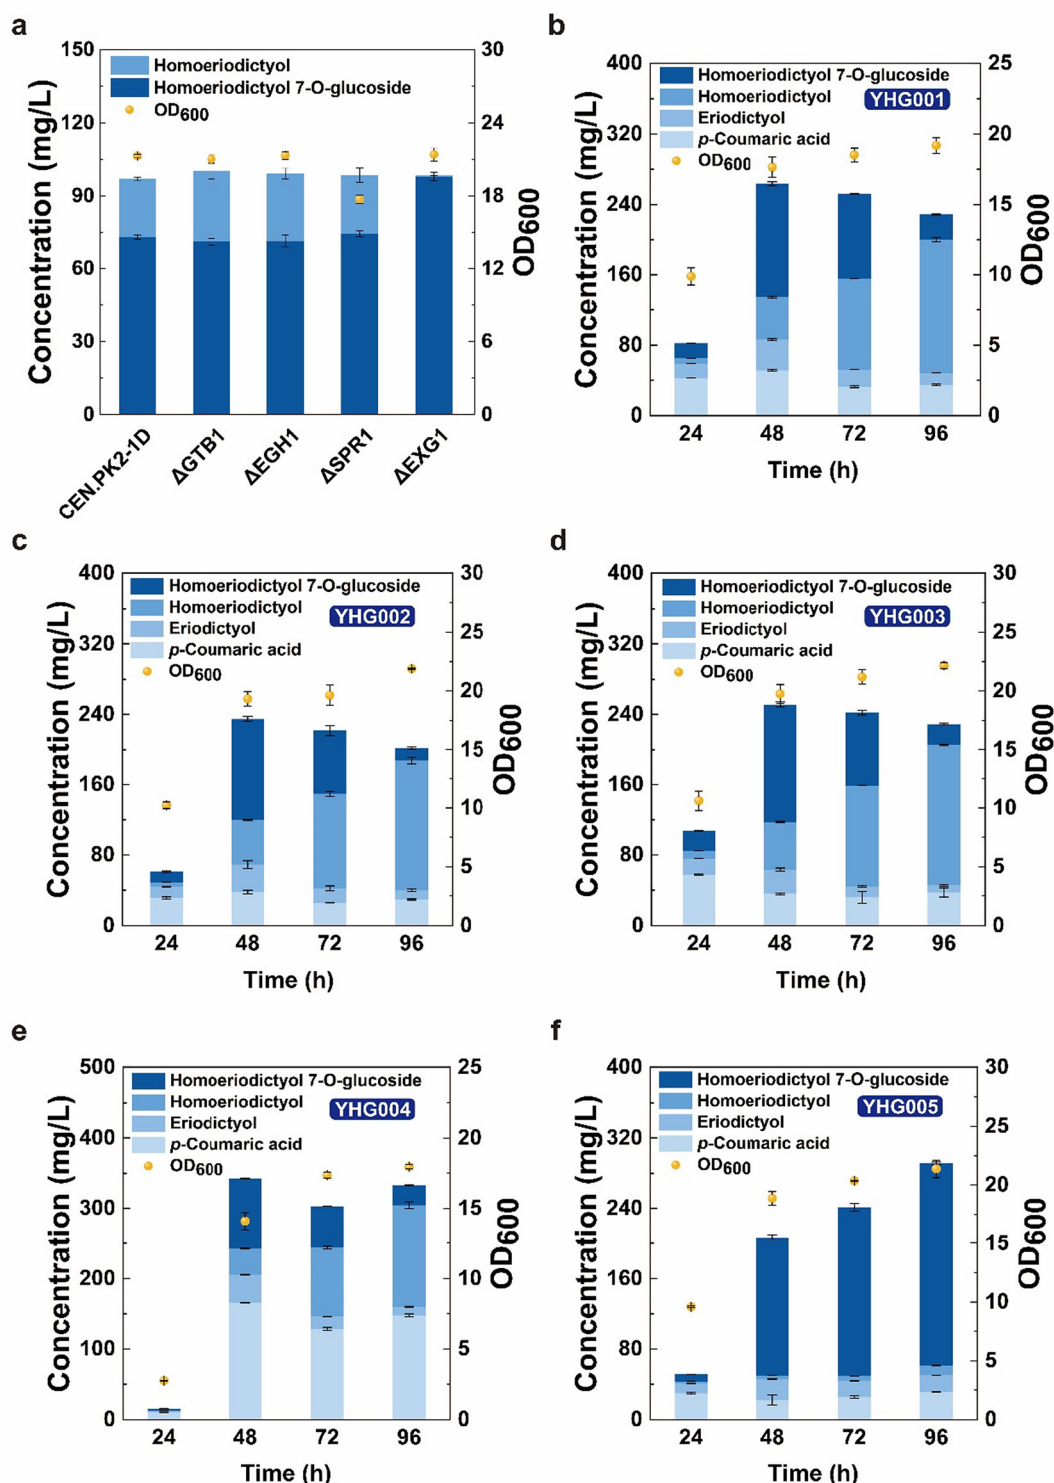 a
Concentration (mg/L)
150
120
90
60
30
0
Homoeriodictyol
Homoeriodictyol 7-O-glucoside
OD600
30
24
18
12
6
0
OD600
CEN.PK2-1D
ΔGTB1
ΔEGH1
ΔSPR1
ΔEXG1
b
Concentration (mg/L)
400
320
240
160
80
0
Homoeriodictyol 7-O-glucoside
Homoeriodictyol
YHG001
Eriodictyol
p-Coumaric acid
OD600
25
20
15
10
5
0
OD600
24 48 72 96
Time (h)
c
Concentration (mg/L)
400
320
240
160
80
0
Homoeriodictyol 7-O-glucoside
Homoeriodictyol
YHG002
Eriodictyol
p-Coumaric acid
OD600
30
25
20
15
10
5
0
OD600
24 48 72 96
Time (h)
d
Concentration (mg/L)
400
320
240
160
80
0
Homoeriodictyol 7-O-glucoside
Homoeriodictyol
YHG003
Eriodictyol
p-Coumaric acid
OD600
30
25
20
15
10
5
0
OD600
24 48 72 96
Time (h)
e
Concentration (mg/L)
500
400
300
200
100
0
Homoeriodictyol 7-O-glucoside
Homoeriodictyol
YHG004
Eriodictyol
p-Coumaric acid
OD600
25
20
15
10
5
0
OD600
24 48 72 96
Time (h)
f
Concentration (mg/L)
400
320
240
160
80
0
Homoeriodictyol 7-O-glucoside
Homoeriodictyol
YHG005
Eriodictyol
p-Coumaric acid
OD600
30
25
20
15
10
5
0
OD600
24 48 72 96
Time (h)